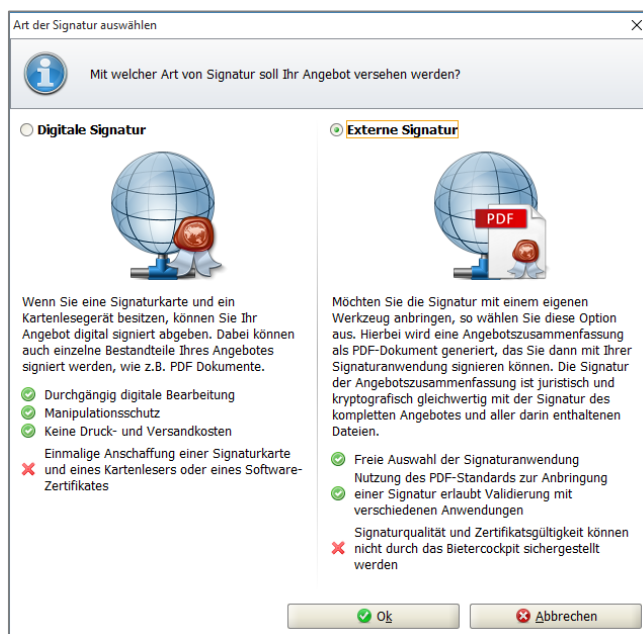 Art der Signatur auswählen
Mit welcher Art von Signatur soll Ihr Angebot versehen werden?
Digitale Signatur
Wenn Sie eine Signaturkarte und ein
Kartenlesegerät besitzen, können Sie Ihr
Angebot digital signiert abgeben. Dabei können
auch einzelne Bestandteile Ihres Angebotes
signiert werden, wie z.B. PDF Dokumente.
Durchgängig digitale Bearbeitung
Manipulationsschutz
Keine Druck- und Versandkosten
Einmalige Anschaffung einer Signaturkarte
und eines Kartenlesers oder eines Software-
Zertifikates
Externe Signatur
PDF
Möchten Sie die Signatur mit einem eigenen
Werkzeug anbringen, so wählen Sie diese Option
aus. Hierbei wird eine Angebotszusammenfassung
als PDF-Dokument generiert, das Sie dann mit Ihrer
Signaturanwendung signieren können. Die Signatur
der Angebotszusammenfassung ist juristisch und
kryptografisch gleichwertig mit der Signatur des
kompletten Angebotes und aller darin enthaltenen
Dateien.
Freie Auswahl der Signaturanwendung
Nutzung des PDF-Standards zur Anbringung
einer Signatur erlaubt Validierung mit
verschiedenen Anwendungen
Signaturqualität und Zertifikatsgültigkeit können
nicht durch das Bietercockpit sichergestellt
werden
Ok
Abbrechen